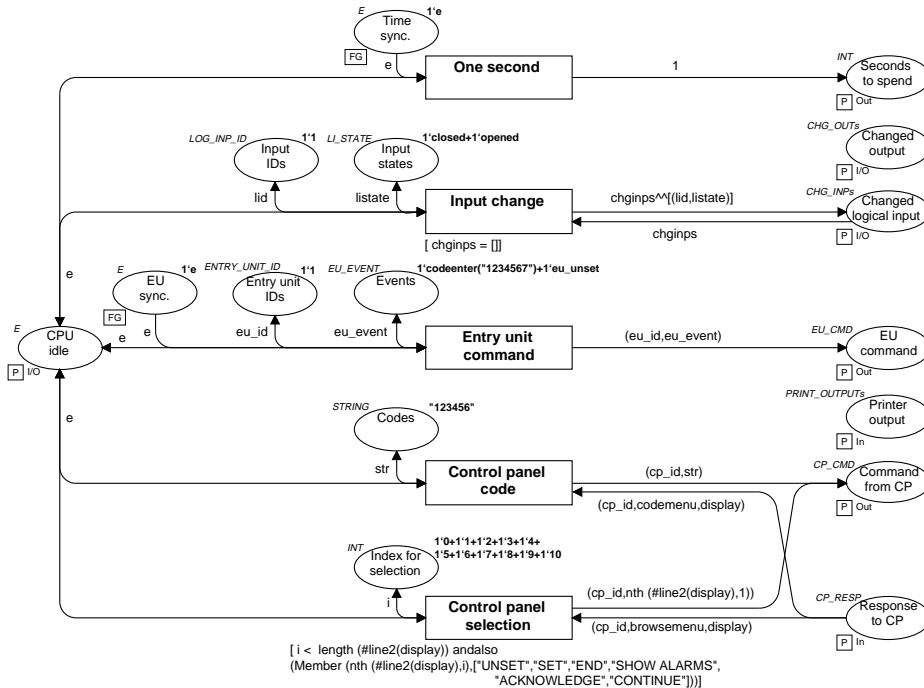 E
Time
sync.
1'e
FG
e
One second
1
INT
Seconds
to spend
P Out
LOG_INP_ID
1'1
Input
IDs
LI_STATE
1'closed+1'opened
Input
states
CHG_OUTs
Changed
output
P I/O
lid
listate
Input change
[ chginps = []]
chginps^^[(lid,listate)]
chginps
CHG_INPs
Changed
logical input
P I/O
e
E
1'e
EU
sync.
FG
e
ENTRY_UNIT_ID
1'1
Entry unit
IDs
EU_EVENT
1'codeenter("1234567")+1'eu_unset
Events
E
CPU
idle
P I/O
e
eu_id
eu_event
Entry unit
command
(eu_id,eu_event)
EU_CMD
EU
command
P Out
PRINT_OUTPUTs
Printer
output
P In
e
STRING
"123456"
Codes
str
Control panel
code
(cp_id,str)
(cp_id,codemenu,display)
CP_CMD
Command
from CP
P Out
INT
1'0+1'1+1'2+1'3+1'4+
1'5+1'6+1'7+1'8+1'9+1'10
Index for
selection
i
Control panel
selection
(cp_id,nth (#line2(display),1))
(cp_id,browsemenu,display)
CP_RESP
Response
to CP
P In
[ i < length (#line2(display)) andalso
(Member (nth (#line2(display),i),["UNSET","SET","END","SHOW ALARMS",
"ACKNOWLEDGE","CONTINUE"]))]